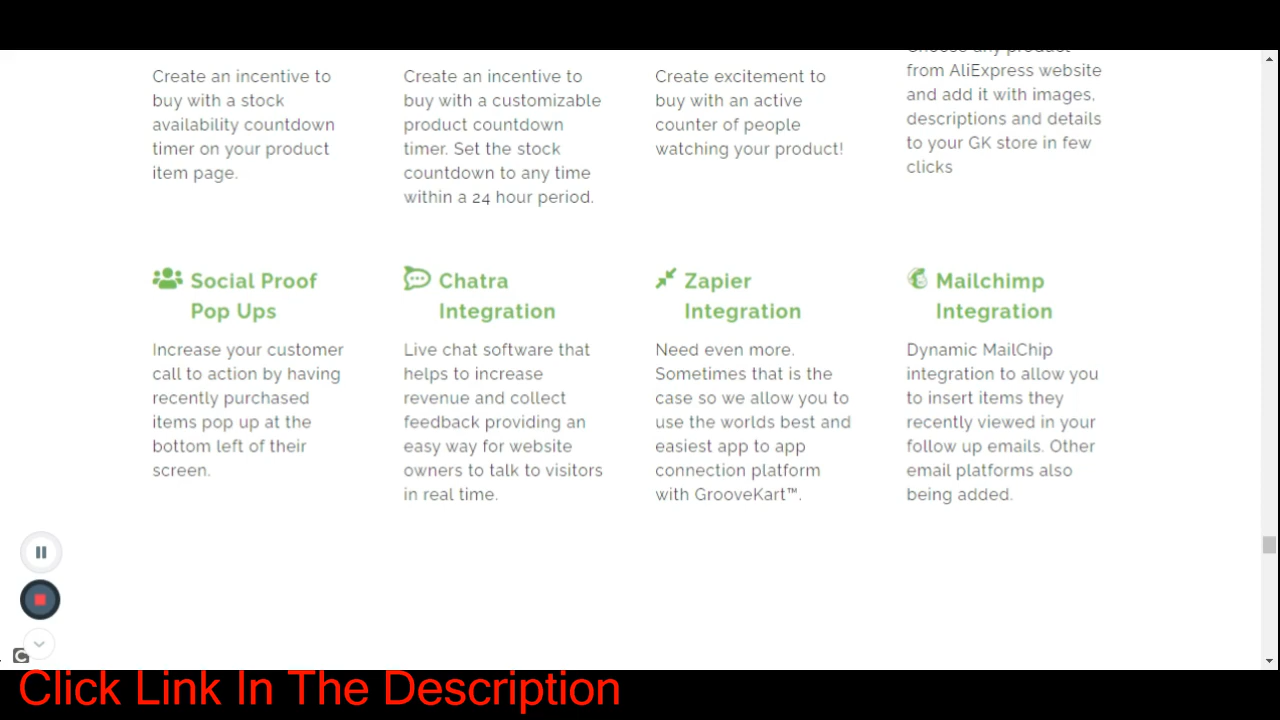 Create an incentive to
buy with a stock
availability countdown
timer on your product
item page.
Create an incentive to
buy with a customizable
product countdown
timer. Set the stock
countdown to any time
within a 24 hour period.
Create excitement to
buy with an active
counter of people
watching your product!
Choose any product
from AliExpress website
and add it with images,
descriptions and details
to your GK store in few
clicks
Social Proof
Pop Ups
Increase your customer
call to action by having
recently purchased
items pop up at the
bottom left of their
screen.
Chatra
Integration
Live chat software that
helps to increase
revenue and collect
feedback providing an
easy way for website
owners to talk to visitors
in real time.
Zapier
Integration
Need even more.
Sometimes that is the
case so we allow you to
use the worlds best and
easiest app to app
connection platform
with GrooveKart™.
Mailchimp
Integration
Dynamic MailChip
integration to allow you
to insert items they
recently viewed in your
follow up emails. Other
email platforms also
being added.
Click Link In The Description